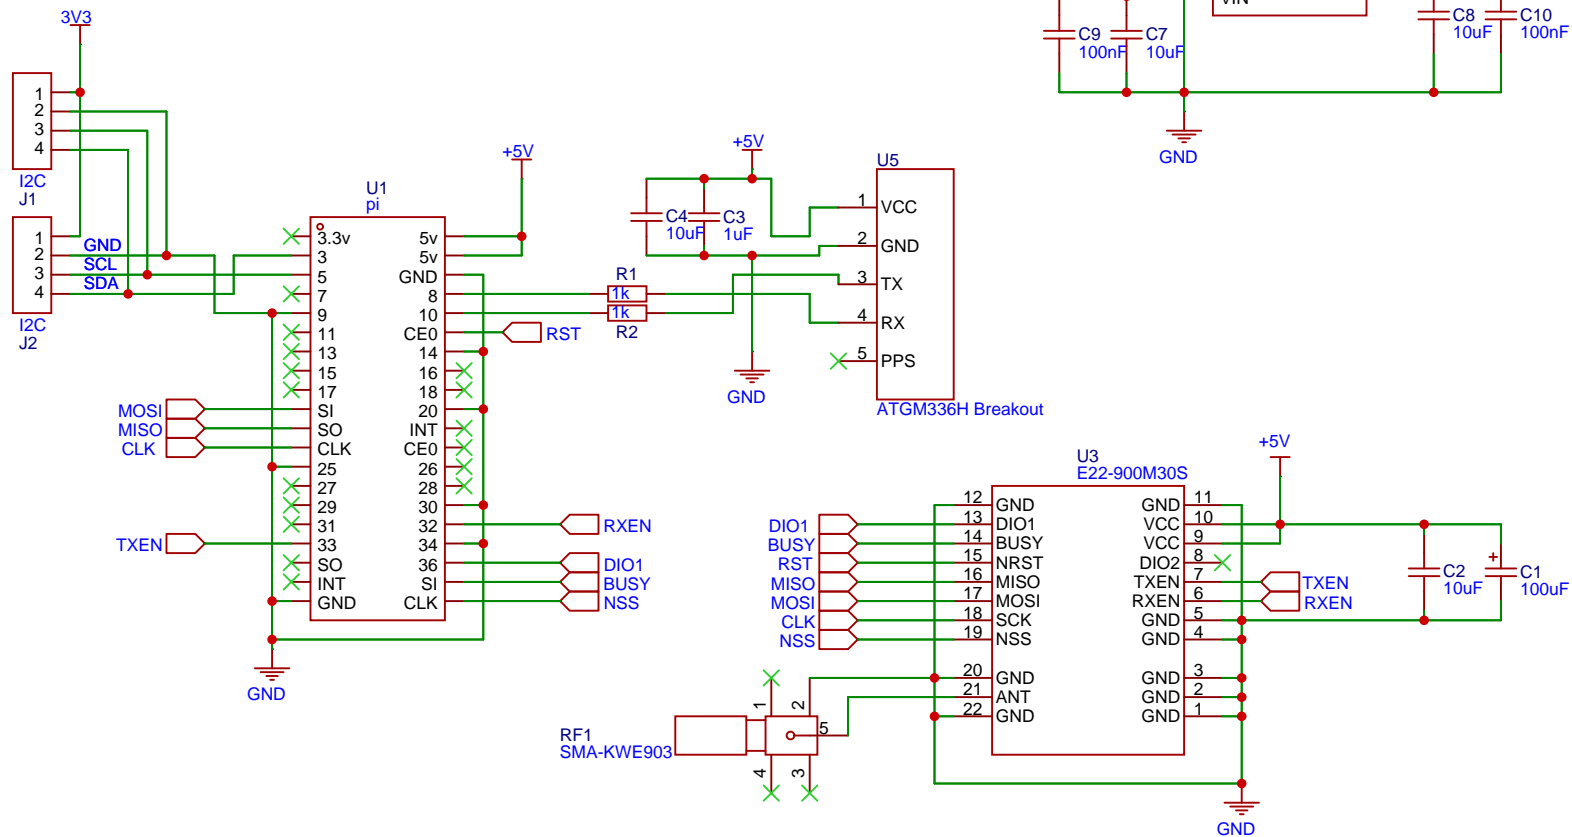 3V3
VIN
C9
100nF
C7
10uF
C8
10uF
C10
100nF
GND
1
2
3
4
I2C
J1
1
2
3
4
I2C
J2
GND
SCL
SDA
U1
pi
+5V
3.3v
3
5
7
9
11
13
15
17
SI
SO
CLK
25
27
29
31
33
SO
INT
GND
5v
5v
GND
8
10
CE0
14
16
18
20
INT
CE0
26
28
30
32
34
36
SI
CLK
MOSI
MISO
CLK
TXEN
GND
RST
RXEN
DIO1
BUSY
NSS
R1
1k
1k
R2
+5V
C4
10uF
C3
1uF
GND
U5
1 VCC
2 GND
3 TX
4 RX
5 PPS
ATGM336H Breakout
U3
E22-900M30S
+5V
DIO1
BUSY
RST
MISO
MOSI
CLK
NSS
12 GND
13 DIO1
14 BUSY
15 NRST
16 MISO
17 MOSI
18 SCK
19 NSS
20 GND
21 ANT
22 GND
GND 11
VCC 10
VCC 9
DIO2 8
TXEN 7
RXEN 6
GND 5
GND 4
GND 3
GND 2
GND 1
TXEN
RXEN
C2
10uF
+
C1
100uF
RF1
SMA-KWE903
1
2
5
4
3
GND